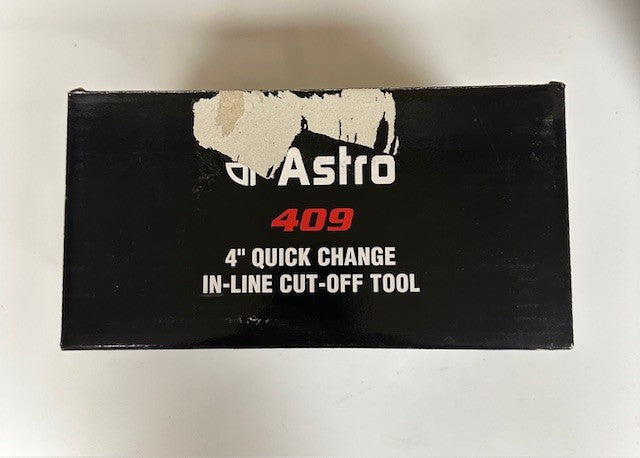 Astro
409
4" QUICK CHANGE
IN-LINE CUT-OFF TOOL